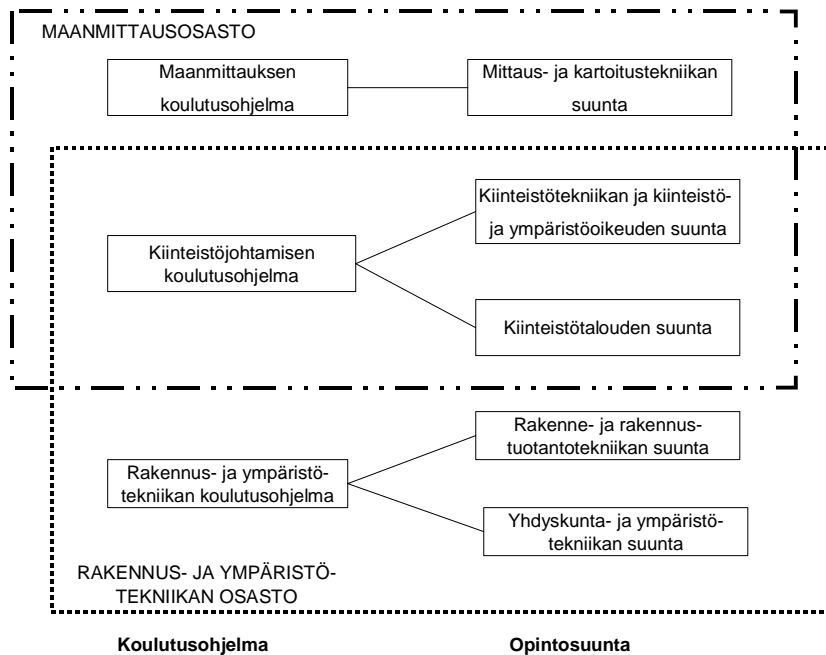 MAANMITTAUSOSASTO
Maanmittauksen
koulutusohjelma
Mittaus- ja kartoitustekniikan
suunta
Kiinteistötekniikan ja kiinteistö-
ja ympäristöoikeuden suunta
Kiinteistöjohtamisen
koulutusohjelma
Kiinteistötalouden suunta
Rakenne- ja rakennus-
tuotantotekniikan suunta
Rakennus- ja ympäristö-
tekniikan koulutusohjelma
Yhdyskunta- ja ympäristö-
tekniikan suunta
RAKENNUS- JA YMPÄRISTÖ-
TEKNIIKAN OSASTO
Koulutusohjelma
Opintosuunta